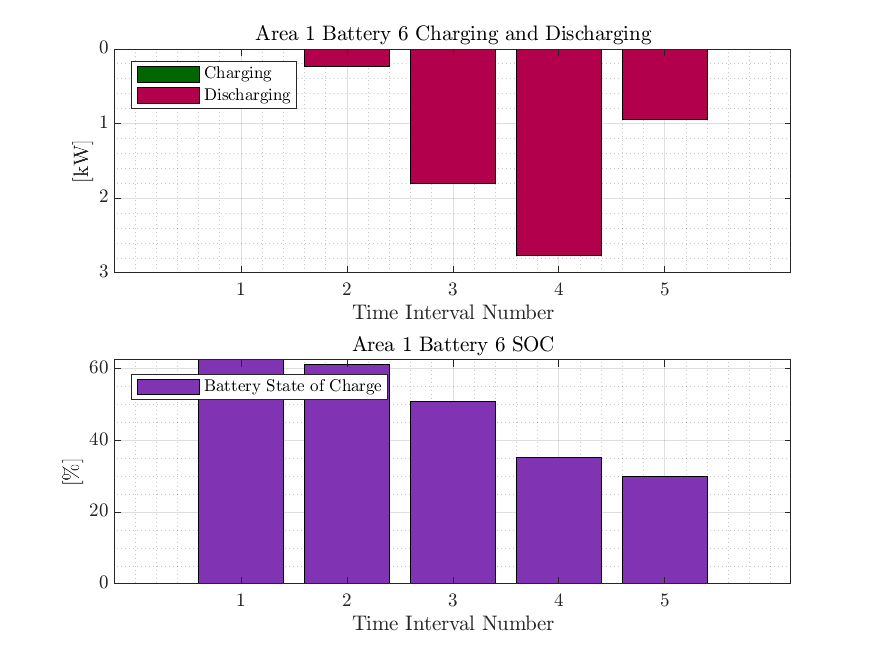 Area 1 Battery 6 Charging and Discharging
0
1
2
3
[kW]
Charging
Discharging
1 2 3 4 5
Time Interval Number
Area 1 Battery 6 SOC
60
40
20
0
[%]
Battery State of Charge
1 2 3 4 5
Time Interval Number